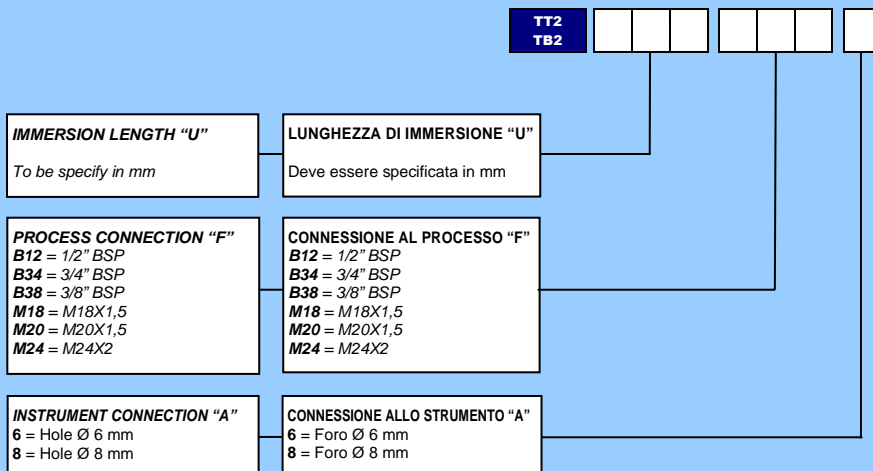 TT2
TB2
IMMERSION LENGTH “U”
To be specify in mm
LUNGHEZZA DI IMMERSIONE “U”
Deve essere specificata in mm
PROCESS CONNECTION “F”
B12 = 1/2” BSP
B34 = 3/4” BSP
B38 = 3/8” BSP
M18 = M18X1,5
M20 = M20X1,5
M24 = M24X2
CONNESSIONE AL PROCESSO “F”
B12 = 1/2” BSP
B34 = 3/4” BSP
B38 = 3/8” BSP
M18 = M18X1,5
M20 = M20X1,5
M24 = M24X2
INSTRUMENT CONNECTION “A”
6 = Hole Ø 6 mm
8 = Hole Ø 8 mm
CONNESSIONE ALLO STRUMENTO “A”
6 = Foro Ø 6 mm
8 = Foro Ø 8 mm